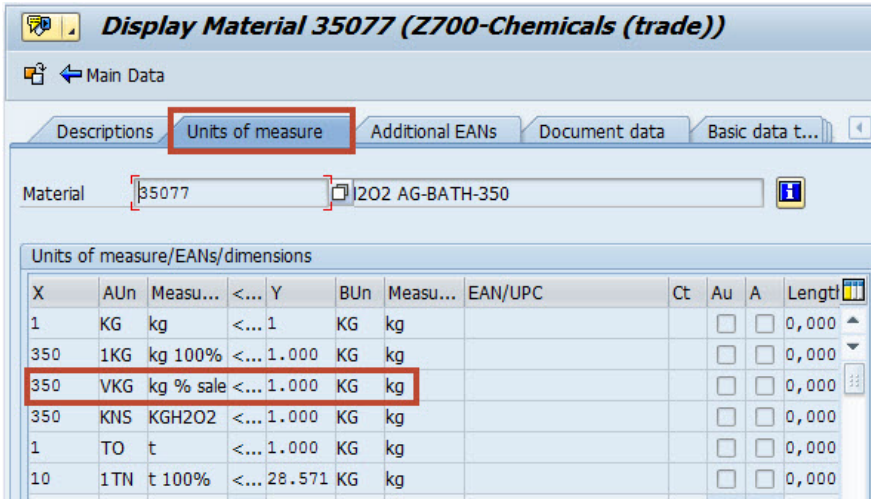 Display Material 35077 (Z700-Chemicals (trade))
Main Data
Descriptions Units of measure Additional EANs Document data Basic data t...
Material 35077 I2O2 AG-BATH-350
Units of measure/EANs/dimensions
X AUn Measu... <... Y BUn Measu... EAN/UPC Ct Au A Length
1 KG kg <... 1 KG kg 0,000
350 1KG kg 100% <... 1.000 KG kg 0,000
350 VKG kg % sale <... 1.000 KG kg 0,000
350 KNS KGH2O2 <... 1.000 KG kg 0,000
1 TO t <... 1.000 KG kg 0,000
10 1TN t 100% <... 28.571 KG kg 0,000